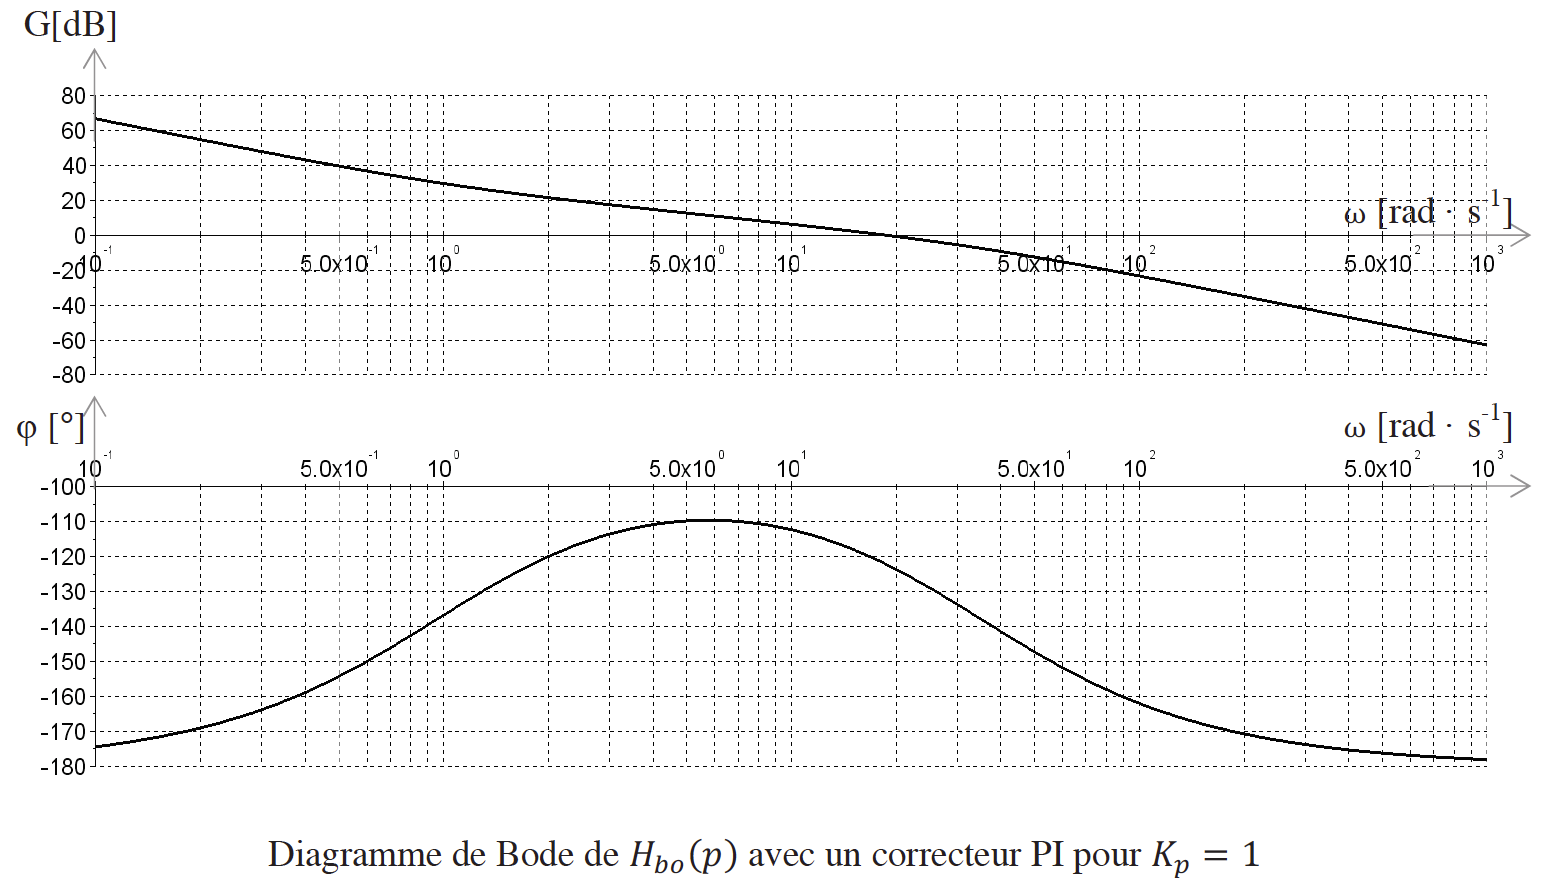 G[dB]
80
60
40
20
0
-20
-40
-60
-80
10⁻¹ 5.0x10⁻¹ 10⁰ 5.0x10⁰ 10¹ 5.0x10¹ 10² 5.0x10² 10³
ω [rad · s⁻¹]
φ [°]
ω [rad · s⁻¹]
10⁻¹ 5.0x10⁻¹ 10⁰ 5.0x10⁰ 10¹ 5.0x10¹ 10² 5.0x10² 10³
-100
-110
-120
-130
-140
-150
-160
-170
-180
Diagramme de Bode de H_bo(p) avec un correcteur PI pour K_p = 1